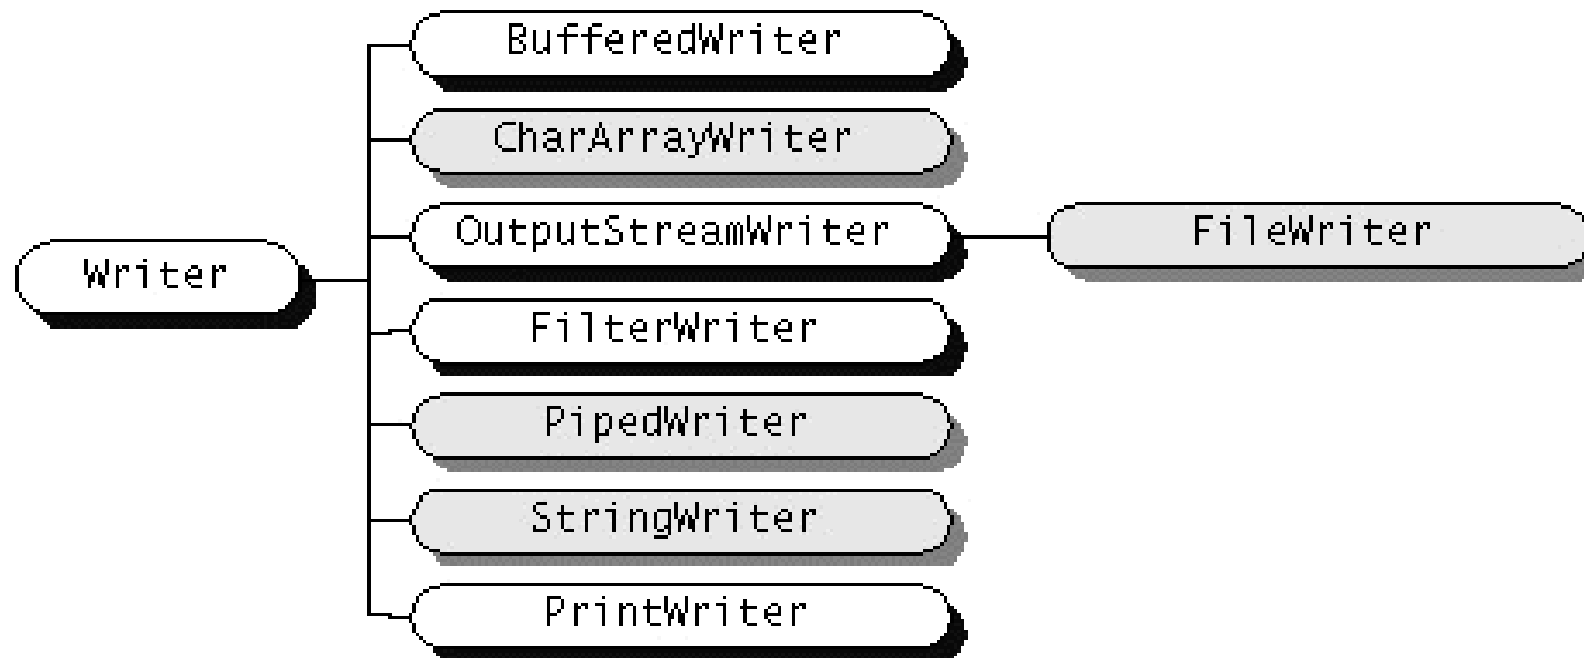 BufferedWriter
CharArrayWriter
OutputStreamWriter
FileWriter
Writer
FilterWriter
PipedWriter
StringWriter
PrintWriter